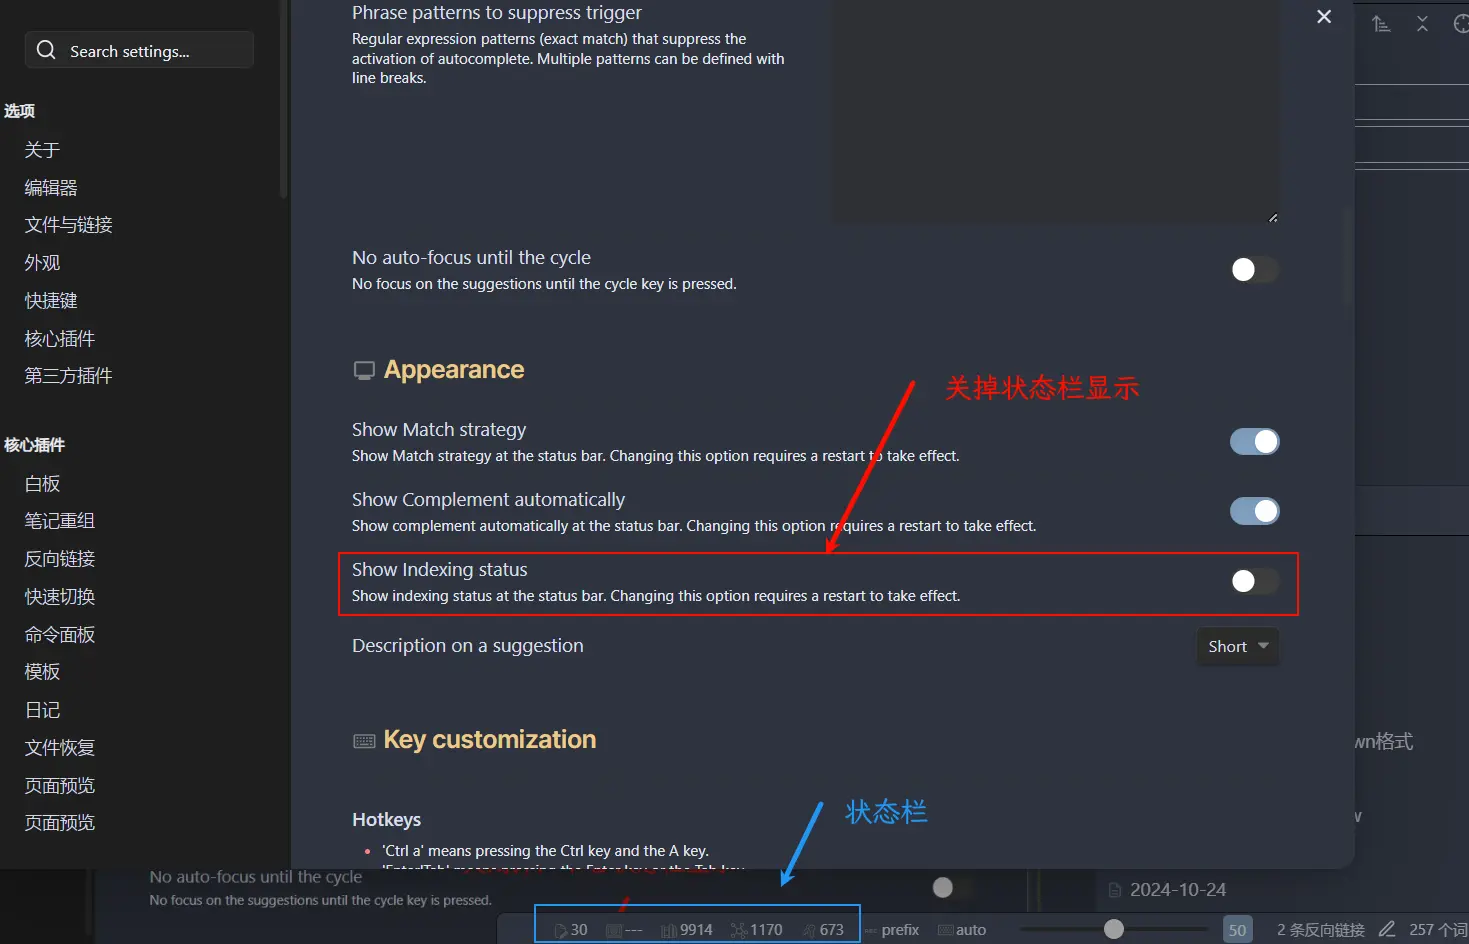 Search settings...
选项
关于
编辑器
文件与链接
外观
快捷键
核心插件
第三方插件
核心插件
白板
笔记重组
反向链接
快速切换
命令面板
模板
日记
文件恢复
页面预览
页面预览
Phrase patterns to suppress trigger
Regular expression patterns (exact match) that suppress the
activation of autocomplete. Multiple patterns can be defined with
line breaks.
No auto-focus until the cycle
No focus on the suggestions until the cycle key is pressed.
Appearance
关掉状态栏显示
Show Match strategy
Show Match strategy at the status bar. Changing this option requires a restart to take effect.
Show Complement automatically
Show complement automatically at the status bar. Changing this option requires a restart to take effect.
Show Indexing status
Show indexing status at the status bar. Changing this option requires a restart to take effect.
Description on a suggestion
Short
Key customization
状态栏
Hotkeys
'Ctrl a' means pressing the Ctrl key and the A key.
wn格式
No auto-focus until the cycle
No focus on the suggestions until the cycle key is pressed.
2024-10-24
30 --- 9914 1170 673 prefix auto 50 2 条反向链接 257 个词